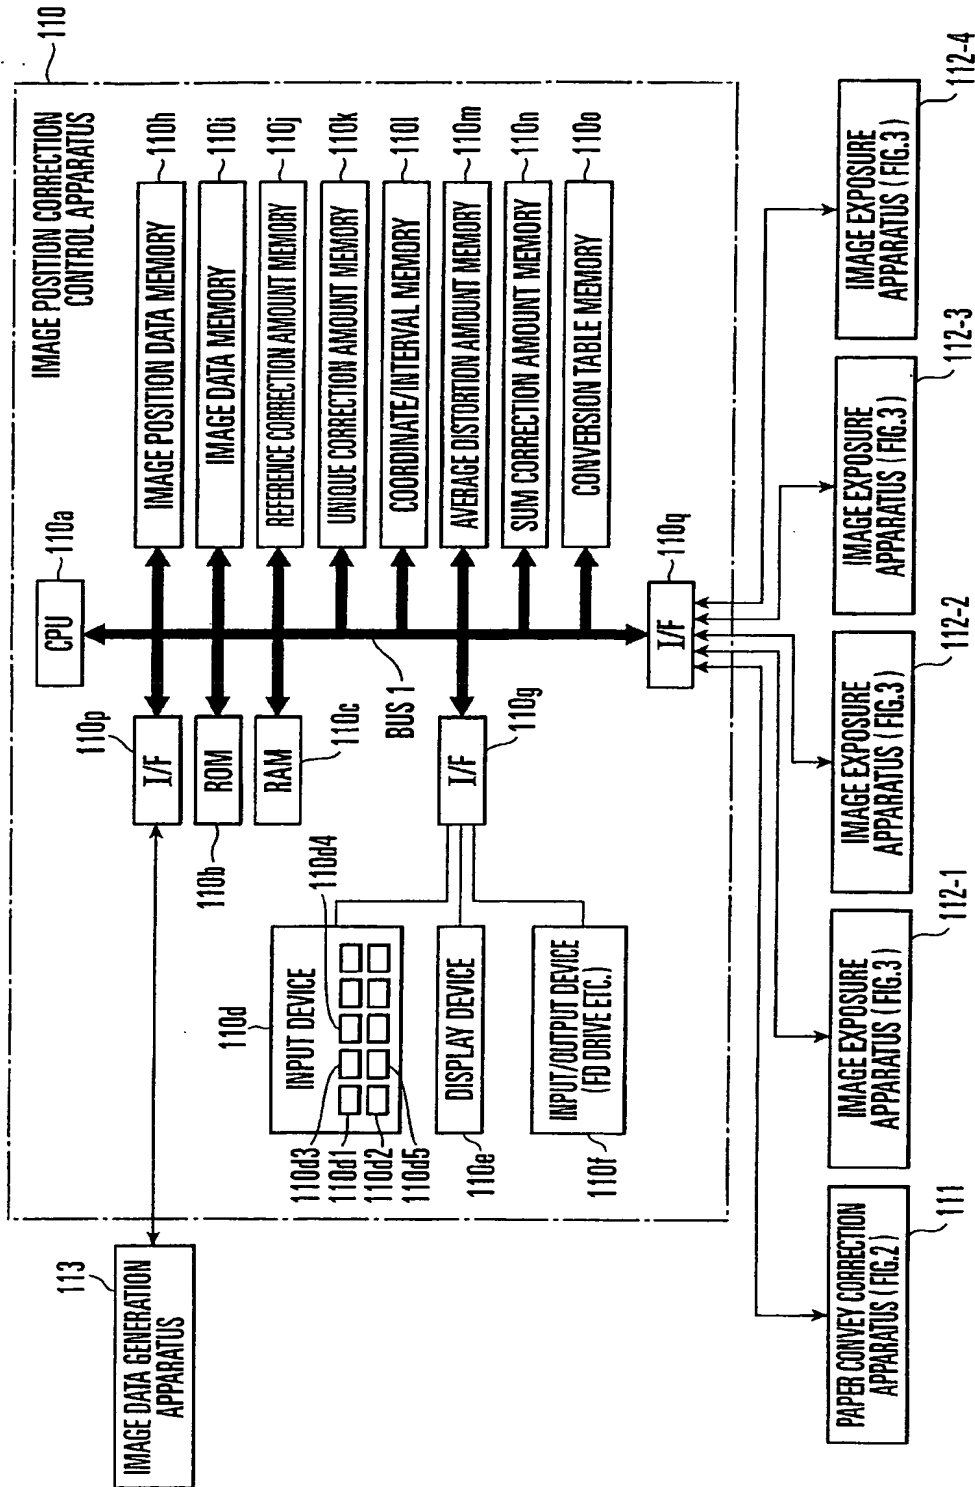 110
IMAGE POSITION CORRECTION
CONTROL APPARATUS
CPU
110a
IMAGE POSITION DATA MEMORY
110h
IMAGE DATA MEMORY
110i
REFERENCE CORRECTION AMOUNT MEMORY
110j
UNIQUE CORRECTION AMOUNT MEMORY
110k
COORDINATE/INTERVAL MEMORY
110l
AVERAGE DISTORTION AMOUNT MEMORY
110m
SUM CORRECTION AMOUNT MEMORY
110n
CONVERSION TABLE MEMORY
110o
I/F
110p
ROM
110b
RAM
110c
BUS 1
I/F
110g
I/F
110q
INPUT DEVICE
110d
110d4
110d3
110d1
110d2
110d5
DISPLAY DEVICE
110e
INPUT/OUTPUT DEVICE
(FD DRIVE ETC.)
110f
113
IMAGE DATA GENERATION
APPARATUS
PAPER CONVEY CORRECTION
APPARATUS (FIG.2)
111
IMAGE EXPOSURE
APPARATUS (FIG.3)
112-1
IMAGE EXPOSURE
APPARATUS (FIG.3)
112-2
IMAGE EXPOSURE
APPARATUS (FIG.3)
112-3
IMAGE EXPOSURE
APPARATUS (FIG.3)
112-4